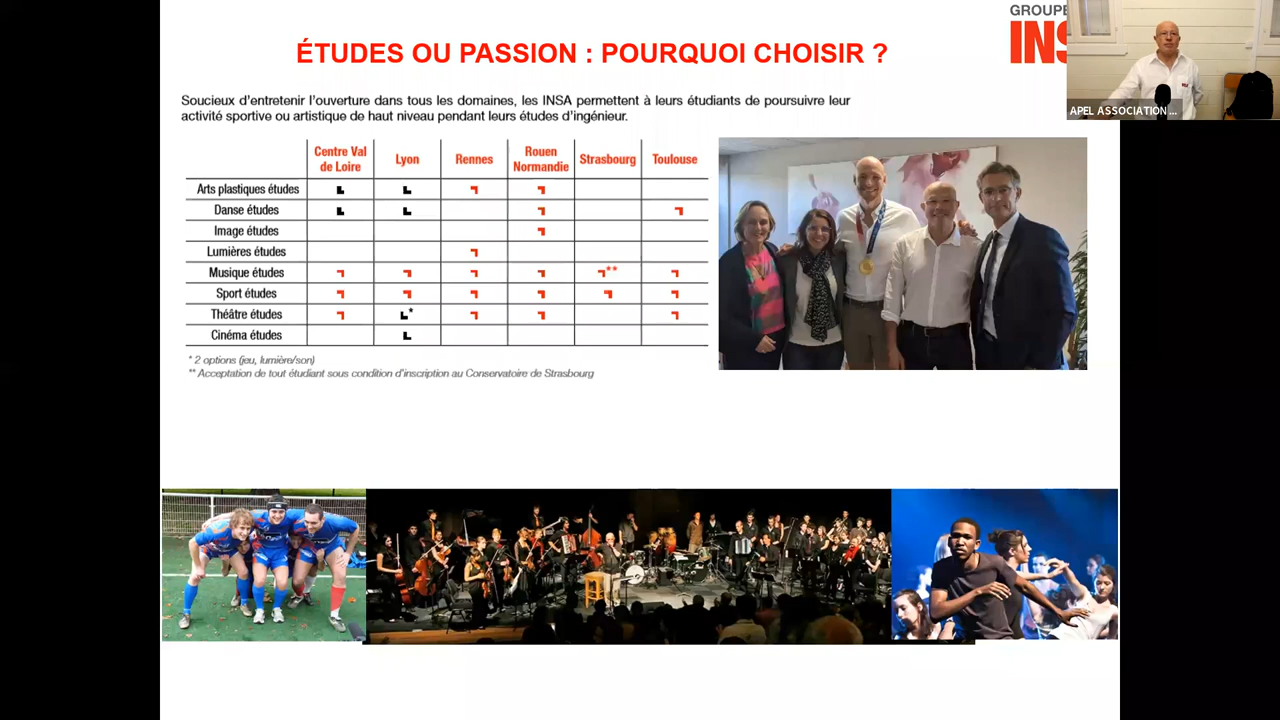 GROUPE
ÉTUDES OU PASSION : POURQUOI CHOISIR ?
APEL ASSOCIATION ...
Soucieux d'entretenir l'ouverture dans tous les domaines, les INSA permettent à leurs étudiants de poursuivre leur
activité sportive ou artistique de haut niveau pendant leurs études d'ingénieur.
Centre Val de Loire Lyon Rennes Rouen Normandie Strasbourg Toulouse
Arts plastiques études
Danse études
Image études
Lumières études
Musique études **
Sport études
Théâtre études *
Cinéma études
* 2 options (jeu, lumière/son)
** Acceptation de tout étudiant sous condition d'inscription au Conservatoire de Strasbourg